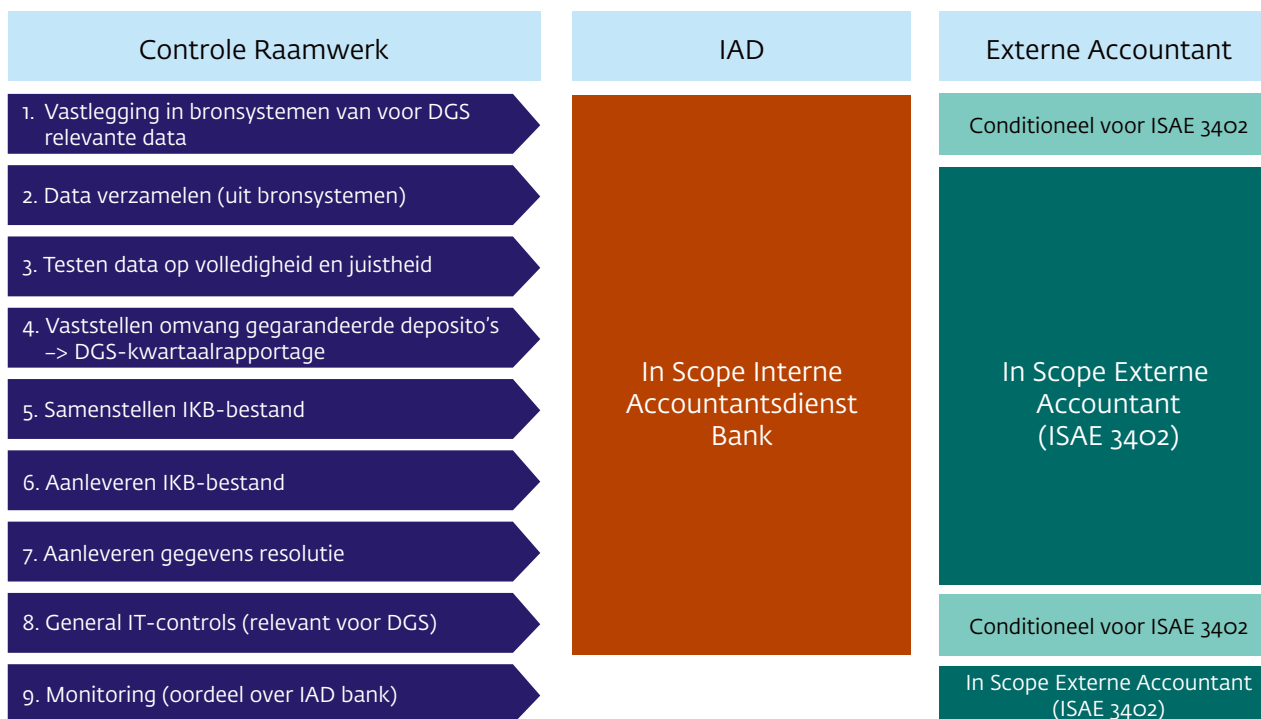 Controle Raamwerk
IAD
Externe Accountant
1. Vastlegging in bronsystemen van voor DGS
relevante data
2. Data verzamelen (uit bronsystemen)
3. Testen data op volledigheid en juistheid
4. Vaststellen omvang gegarandeerde deposito’s
–> DGS-kwartaalrapportage
5. Samenstellen IKB-bestand
6. Aanleveren IKB-bestand
7. Aanleveren gegevens resolutie
8. General IT-controls (relevant voor DGS)
9. Monitoring (oordeel over IAD bank)
In Scope Interne
Accountantsdienst
Bank
Conditioneel voor ISAE 3402
In Scope Externe
Accountant
(ISAE 3402)
Conditioneel voor ISAE 3402
In Scope Externe Accountant
(ISAE 3402)